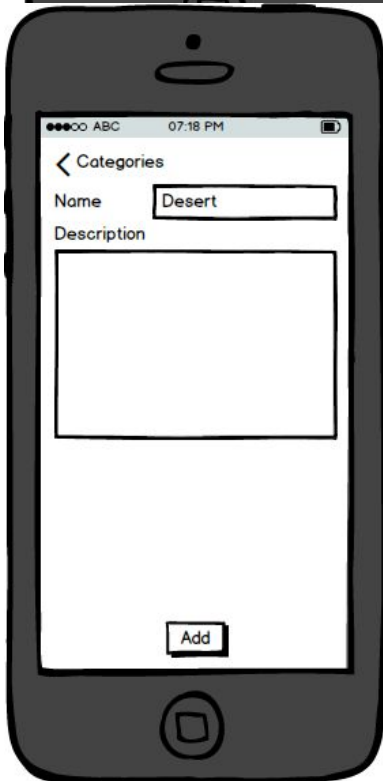 ABC 07:18 PM
Categories
Name Desert
Description
Add